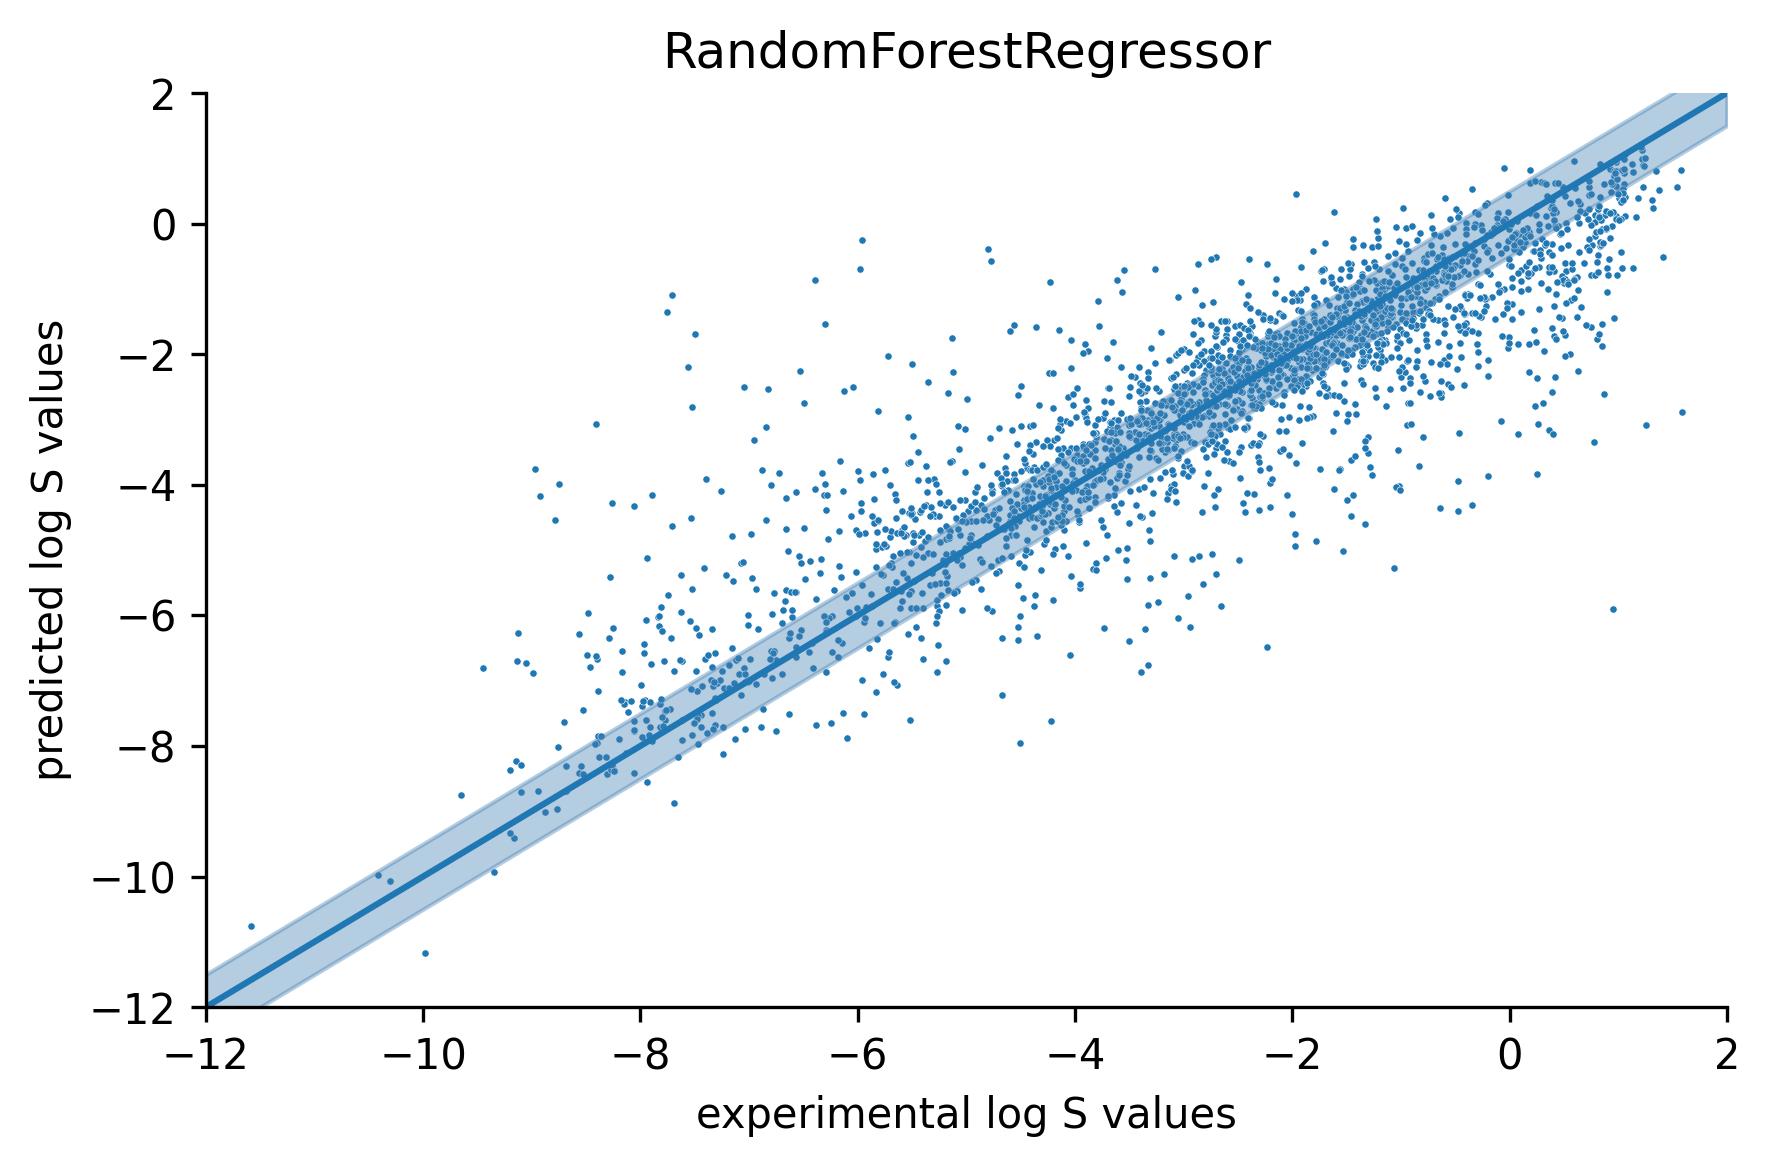 RandomForestRegressor
2
0
−2
−4
−6
−8
−10
−12
predicted log S values
−12 −10 −8 −6 −4 −2 0 2
experimental log S values